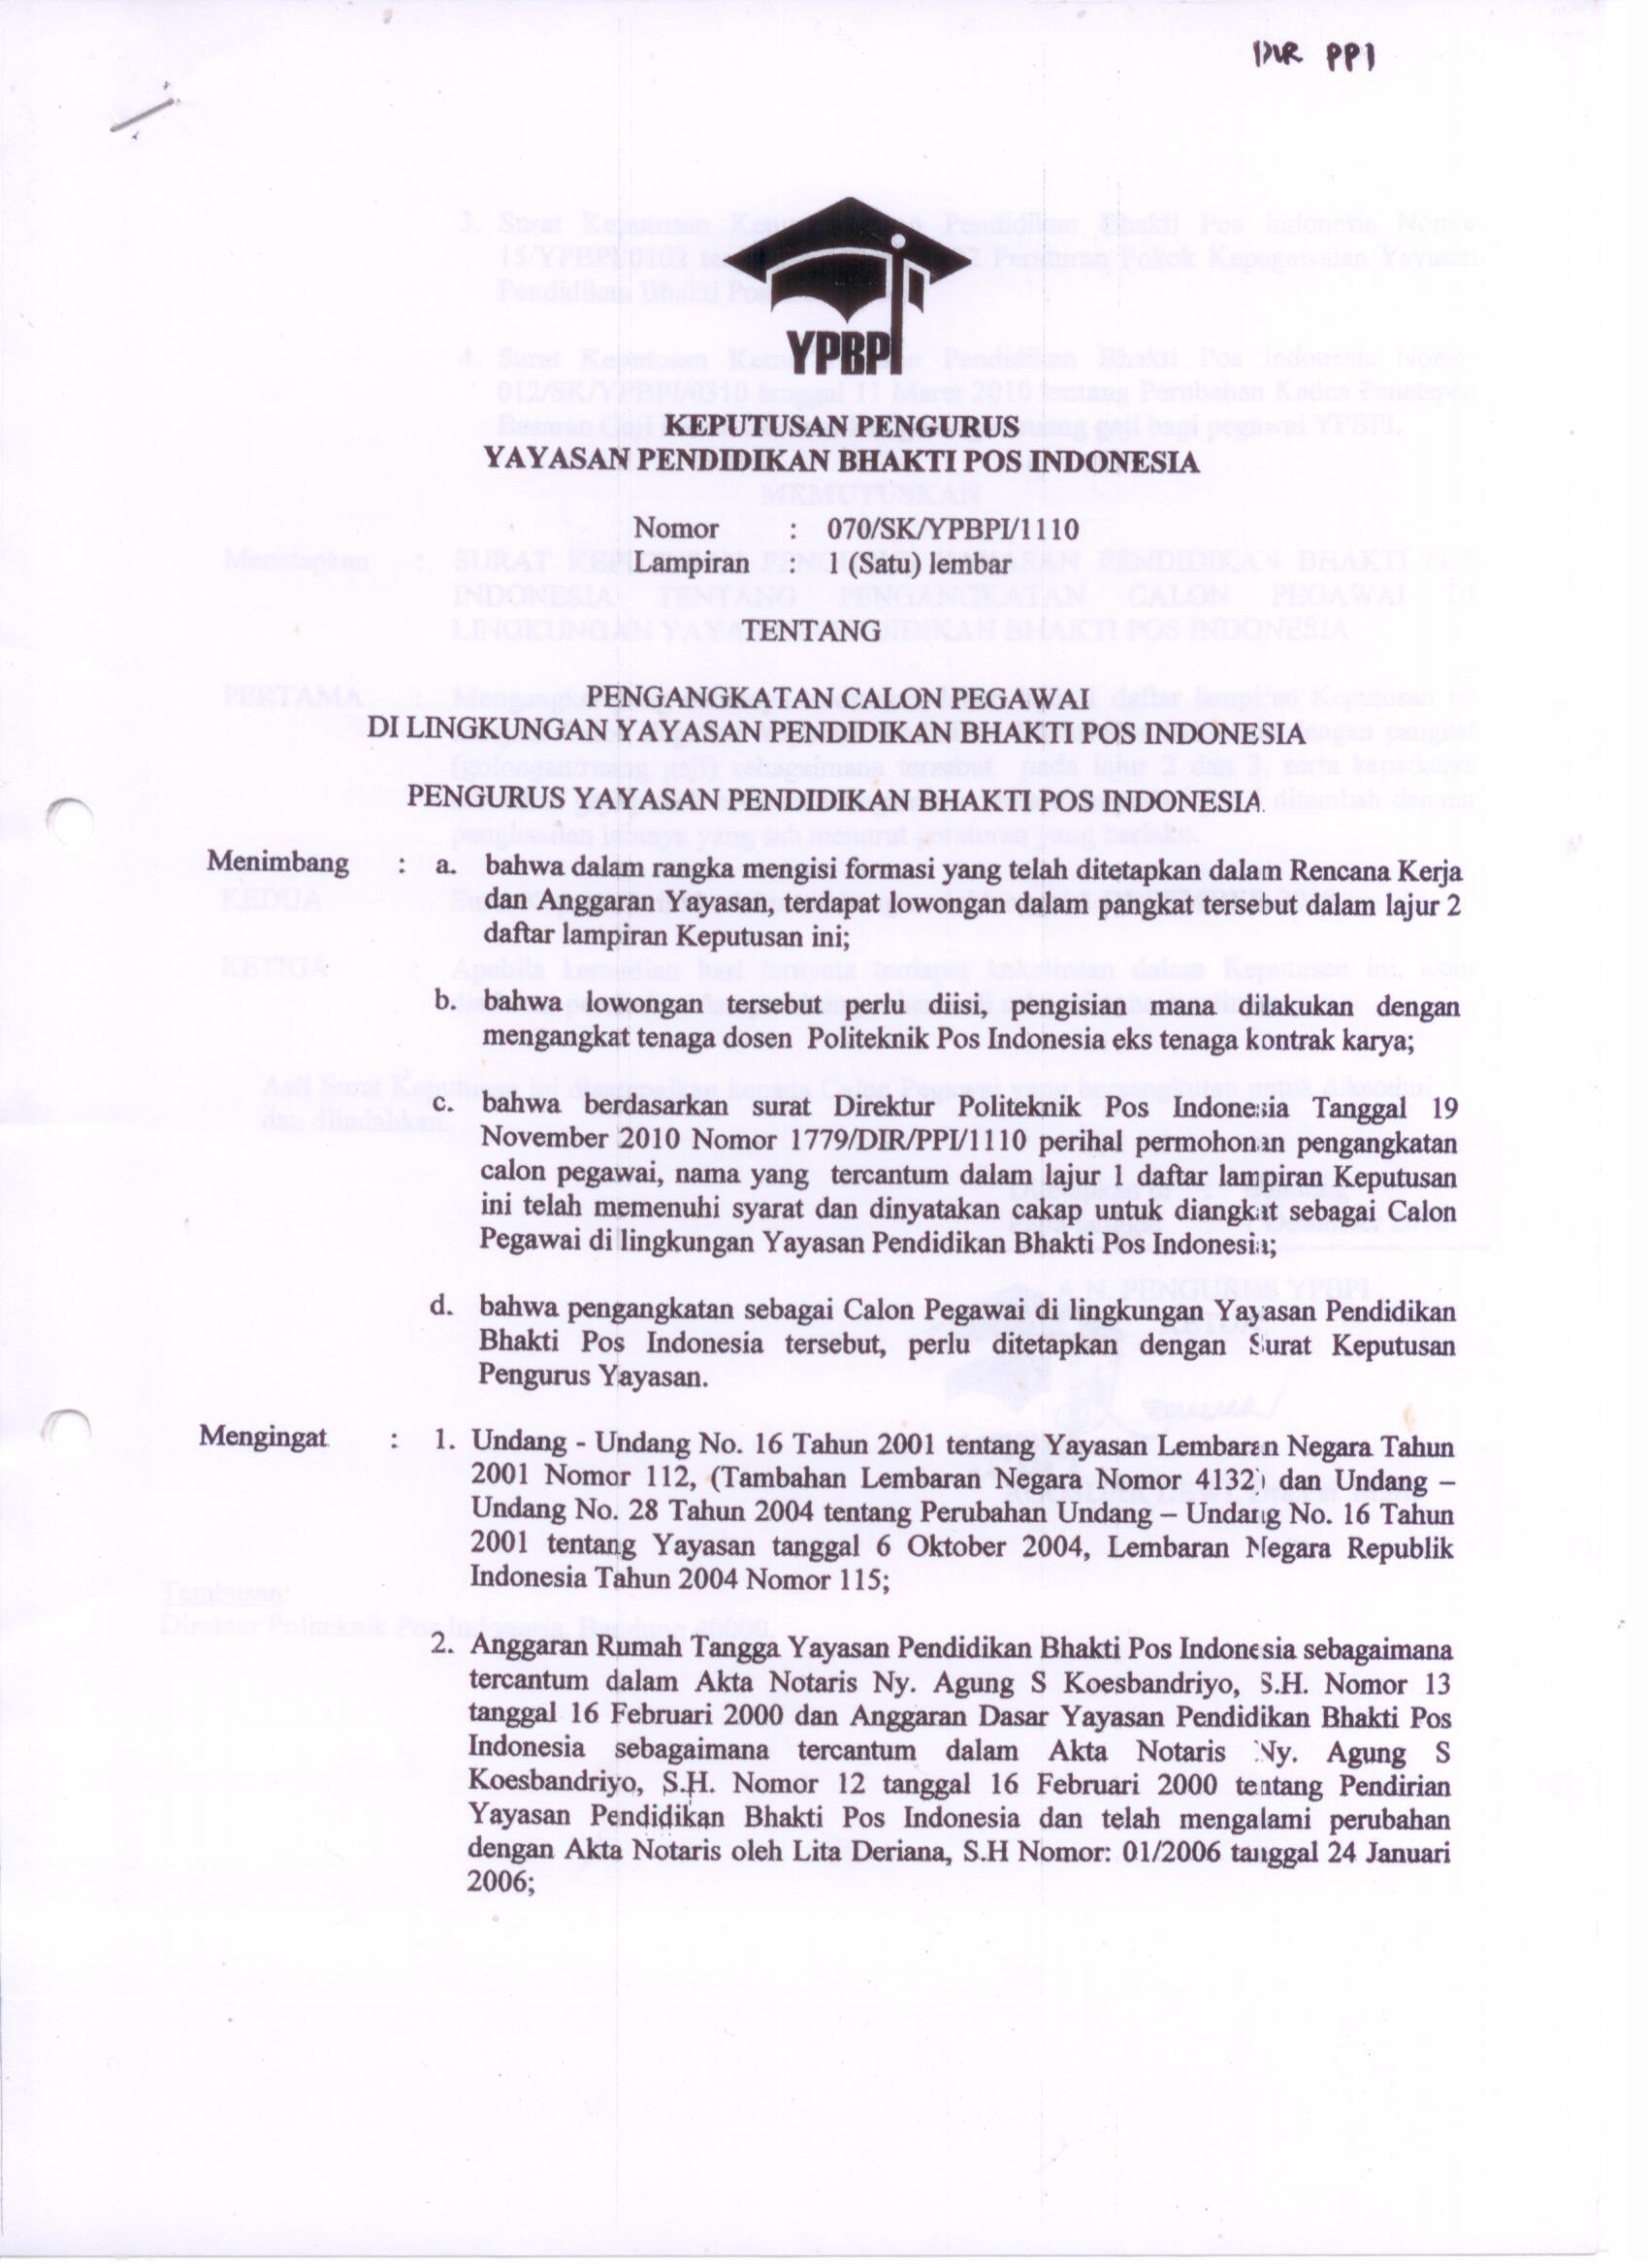 DIR PPI
YPBPI
KEPUTUSAN PENGURUS
YAYASAN PENDIDIKAN BHAKTI POS INDONESIA
Nomor : 070/SK/YPBPI/1110
Lampiran : 1 (Satu) lembar
TENTANG
PENGANGKATAN CALON PEGAWAI
DI LINGKUNGAN YAYASAN PENDIDIKAN BHAKTI POS INDONESIA
PENGURUS YAYASAN PENDIDIKAN BHAKTI POS INDONESIA
Menimbang : a. bahwa dalam rangka mengisi formasi yang telah ditetapkan dalam Rencana Kerja
dan Anggaran Yayasan, terdapat lowongan dalam pangkat tersebut dalam lajur 2
daftar lampiran Keputusan ini;
b. bahwa lowongan tersebut perlu diisi, pengisian mana dilakukan dengan
mengangkat tenaga dosen Politeknik Pos Indonesia eks tenaga kontrak karya;
c. bahwa berdasarkan surat Direktur Politeknik Pos Indonesia Tanggal 19
November 2010 Nomor 1779/DIR/PPI/1110 perihal permohonan pengangkatan
calon pegawai, nama yang tercantum dalam lajur 1 daftar lampiran Keputusan
ini telah memenuhi syarat dan dinyatakan cakap untuk diangkat sebagai Calon
Pegawai di lingkungan Yayasan Pendidikan Bhakti Pos Indonesia;
d. bahwa pengangkatan sebagai Calon Pegawai di lingkungan Yayasan Pendidikan
Bhakti Pos Indonesia tersebut, perlu ditetapkan dengan Surat Keputusan
Pengurus Yayasan.
Mengingat : 1. Undang - Undang No. 16 Tahun 2001 tentang Yayasan Lembaran Negara Tahun
2001 Nomor 112, (Tambahan Lembaran Negara Nomor 4132) dan Undang –
Undang No. 28 Tahun 2004 tentang Perubahan Undang – Undang No. 16 Tahun
2001 tentang Yayasan tanggal 6 Oktober 2004, Lembaran Negara Republik
Indonesia Tahun 2004 Nomor 115;
2. Anggaran Rumah Tangga Yayasan Pendidikan Bhakti Pos Indonesia sebagaimana
tercantum dalam Akta Notaris Ny. Agung S Koesbandriyo, S.H. Nomor 13
tanggal 16 Februari 2000 dan Anggaran Dasar Yayasan Pendidikan Bhakti Pos
Indonesia sebagaimana tercantum dalam Akta Notaris Ny. Agung S
Koesbandriyo, S.H. Nomor 12 tanggal 16 Februari 2000 tentang Pendirian
Yayasan Pendidikan Bhakti Pos Indonesia dan telah mengalami perubahan
dengan Akta Notaris oleh Lita Deriana, S.H Nomor: 01/2006 tanggal 24 Januari
2006;